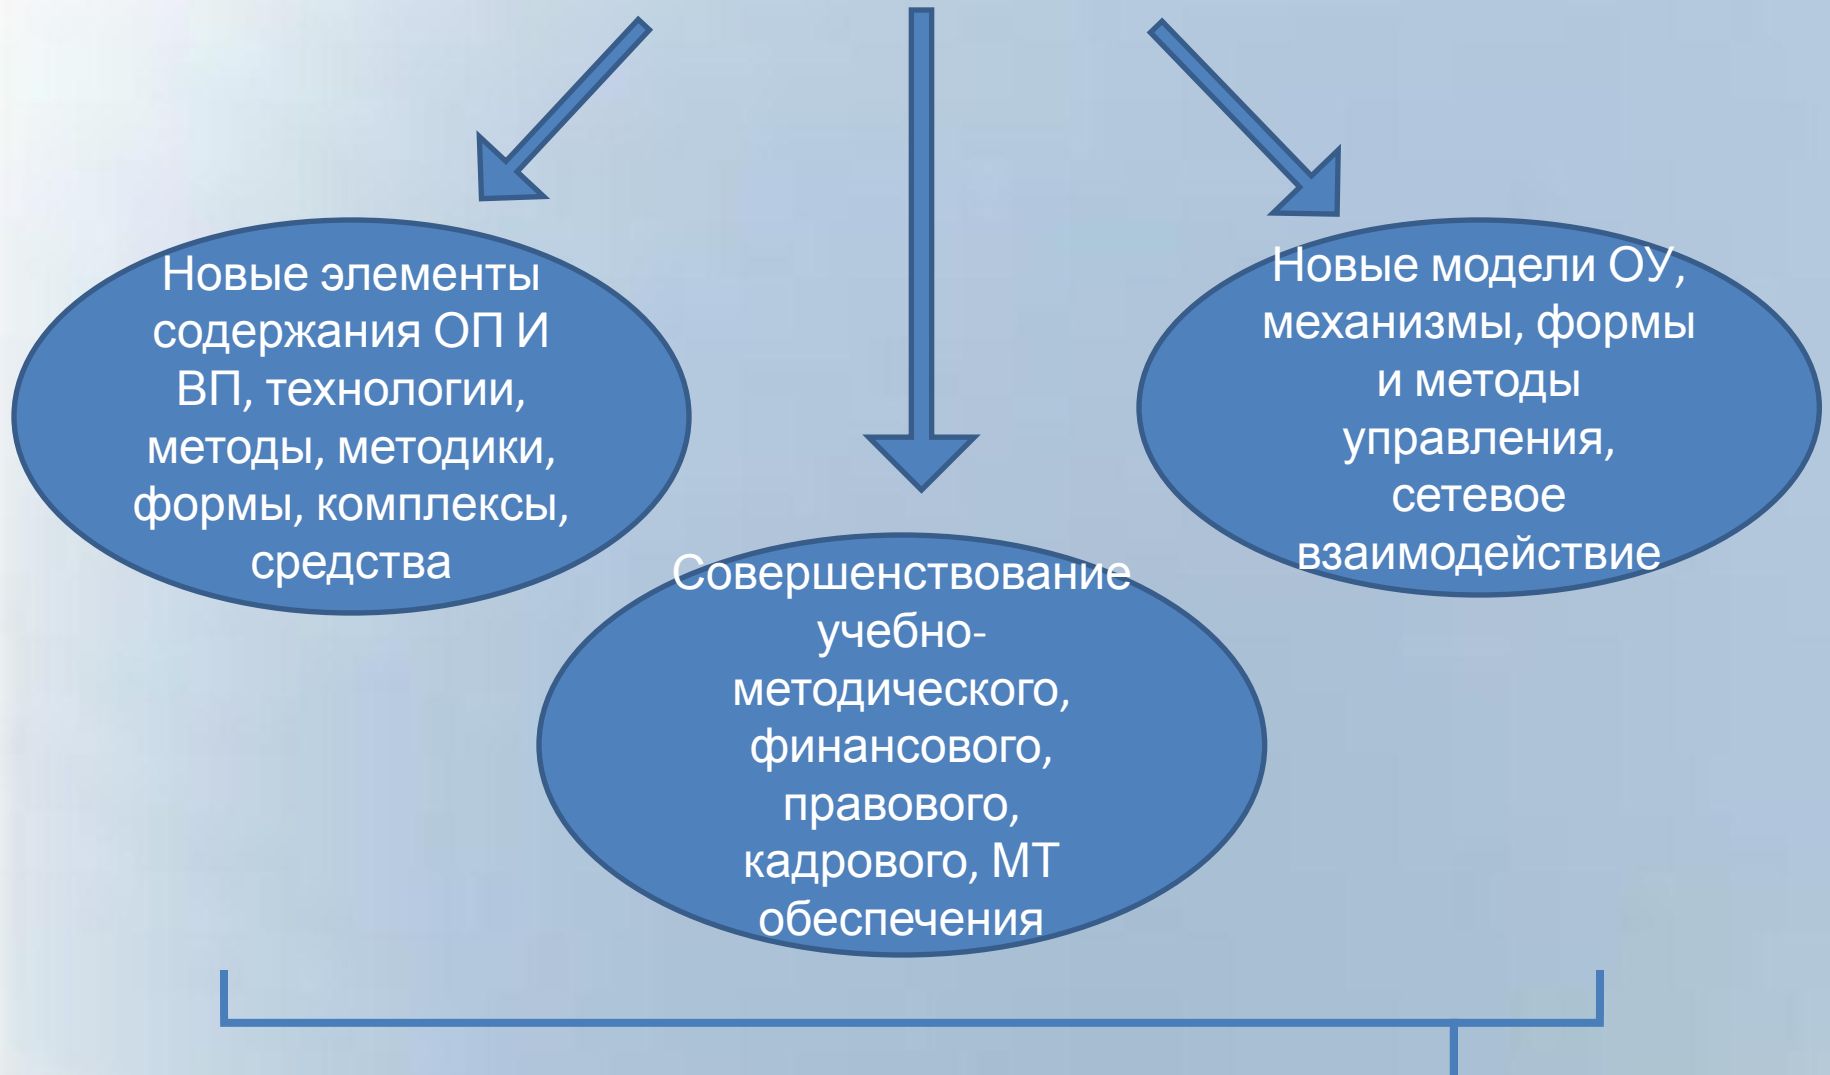 Новые элементы
содержания ОП И
ВП, технологии,
методы, методики,
формы, комплексы,
средства
Совершенствование
учебно-
методического,
финансового,
правового,
кадрового, МТ
обеспечения
Новые модели ОУ,
механизмы, формы
и методы
управления,
сетевое
взаимодействие